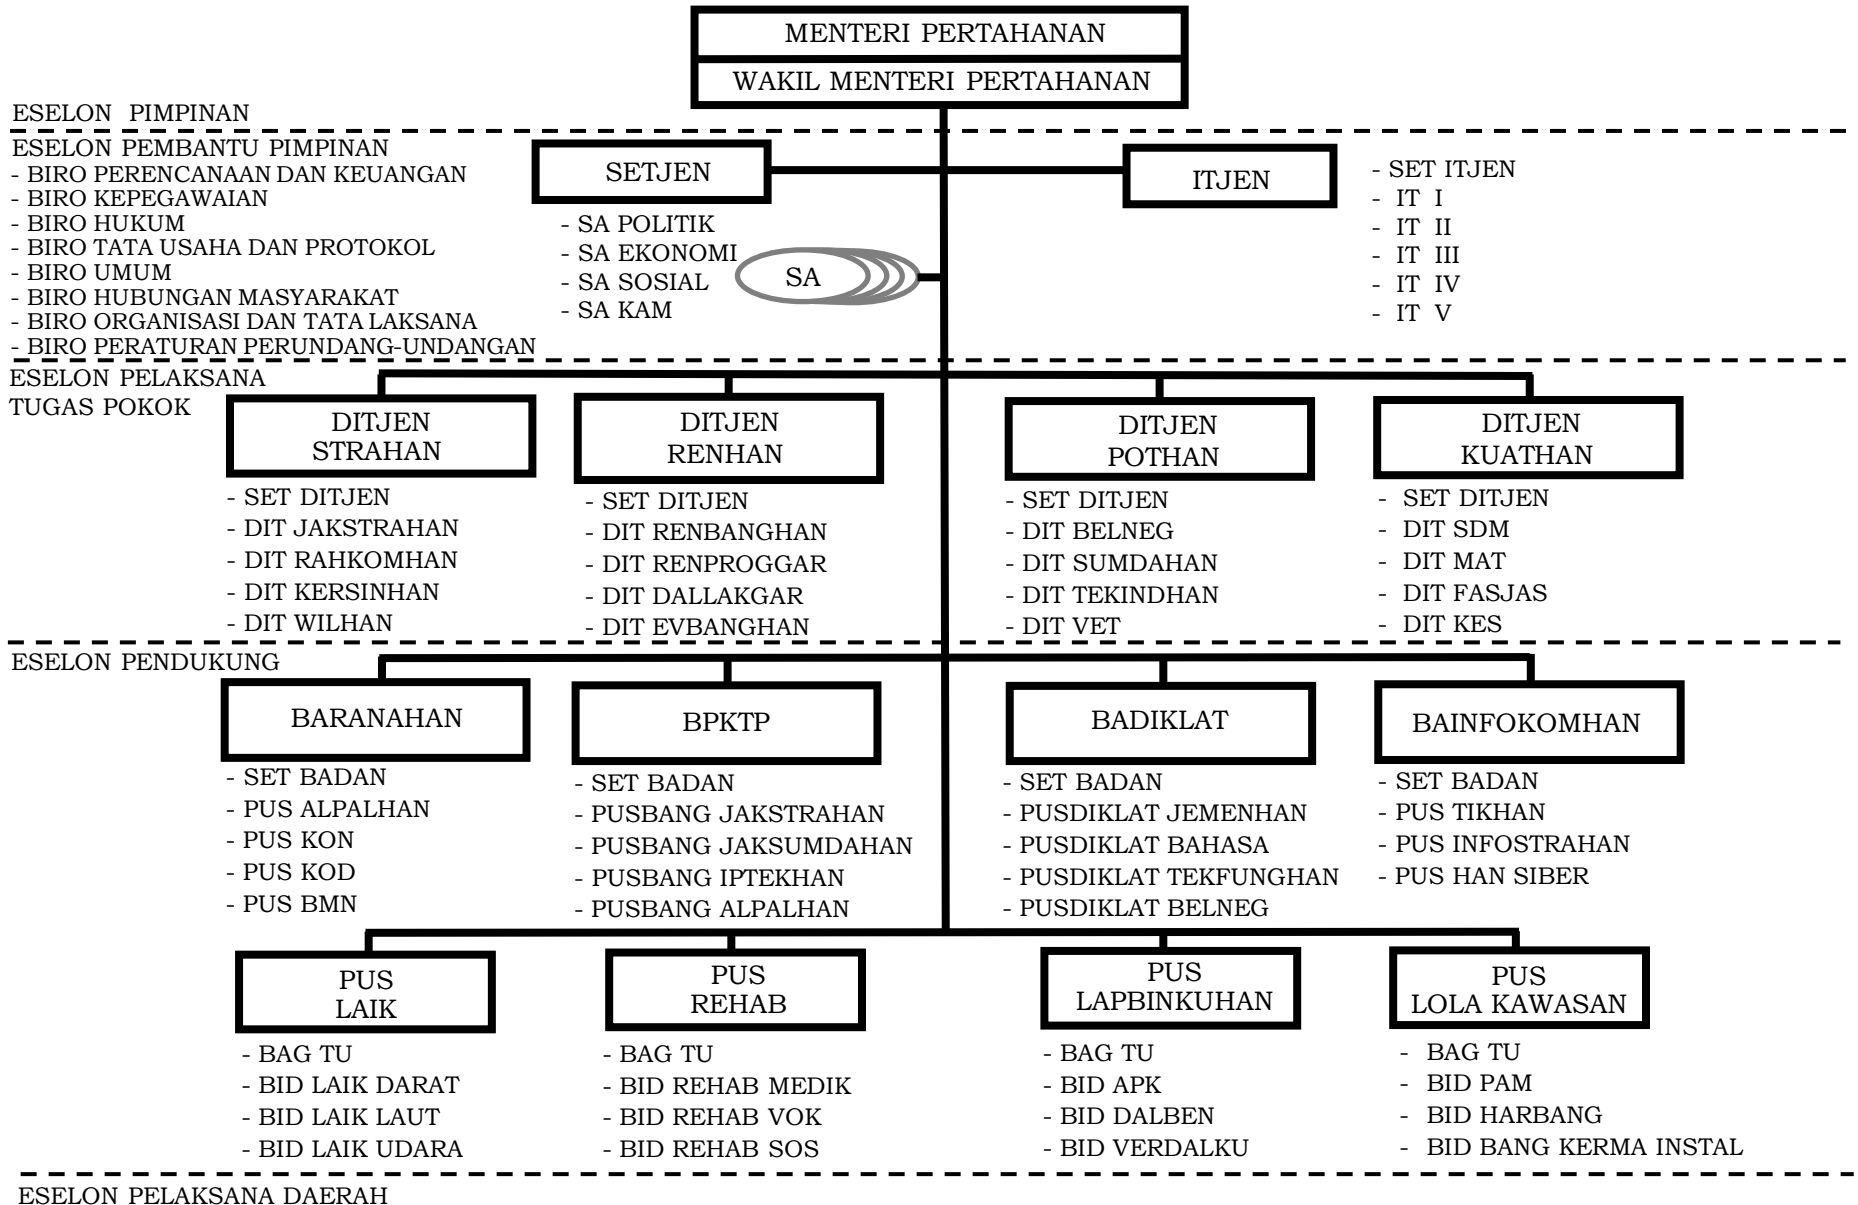 MENTERI PERTAHANAN
WAKIL MENTERI PERTAHANAN
ESELON PIMPINAN
ESELON PEMBANTU PIMPINAN
- BIRO PERENCANAAN DAN KEUANGAN
- BIRO KEPEGAWAIAN
- BIRO HUKUM
- BIRO TATA USAHA DAN PROTOKOL
- BIRO UMUM
- BIRO HUBUNGAN MASYARAKAT
- BIRO ORGANISASI DAN TATA LAKSANA
- BIRO PERATURAN PERUNDANG-UNDANGAN
SETJEN
- SA POLITIK
- SA EKONOMI
- SA SOSIAL
- SA KAM
SA
ITJEN
- SET ITJEN
- IT I
- IT II
- IT III
- IT IV
- IT V
ESELON PELAKSANA
TUGAS POKOK
DITJEN
STRAHAN
- SET DITJEN
- DIT JAKSTRAHAN
- DIT RAHKOMHAN
- DIT KERSINHAN
- DIT WILHAN
DITJEN
RENHAN
- SET DITJEN
- DIT RENBANGHAN
- DIT RENPROGGAR
- DIT DALLAKGAR
- DIT EVBANGHAN
DITJEN
POTHAN
- SET DITJEN
- DIT BELNEG
- DIT SUMDAHAN
- DIT TEKINDHAN
- DIT VET
DITJEN
KUATHAN
- SET DITJEN
- DIT SDM
- DIT MAT
- DIT FASJAS
- DIT KES
ESELON PENDUKUNG
BARANAHAN
- SET BADAN
- PUS ALPALHAN
- PUS KON
- PUS KOD
- PUS BMN
BPKTP
- SET BADAN
- PUSBANG JAKSTRAHAN
- PUSBANG JAKSUMDAHAN
- PUSBANG IPTEKHAN
- PUSBANG ALPALHAN
BADIKLAT
- SET BADAN
- PUSDIKLAT JEMENHAN
- PUSDIKLAT BAHASA
- PUSDIKLAT TEKFUNGHAN
- PUSDIKLAT BELNEG
BAINFOKOMHAN
- SET BADAN
- PUS TIKHAN
- PUS INFOSTRAHAN
- PUS HAN SIBER
PUS
LAIK
- BAG TU
- BID LAIK DARAT
- BID LAIK LAUT
- BID LAIK UDARA
PUS
REHAB
- BAG TU
- BID REHAB MEDIK
- BID REHAB VOK
- BID REHAB SOS
PUS
LAPBINKUHAN
- BAG TU
- BID APK
- BID DALBEN
- BID VERDALKU
PUS
LOLA KAWASAN
- BAG TU
- BID PAM
- BID HARBANG
- BID BANG KERMA INSTAL
ESELON PELAKSANA DAERAH